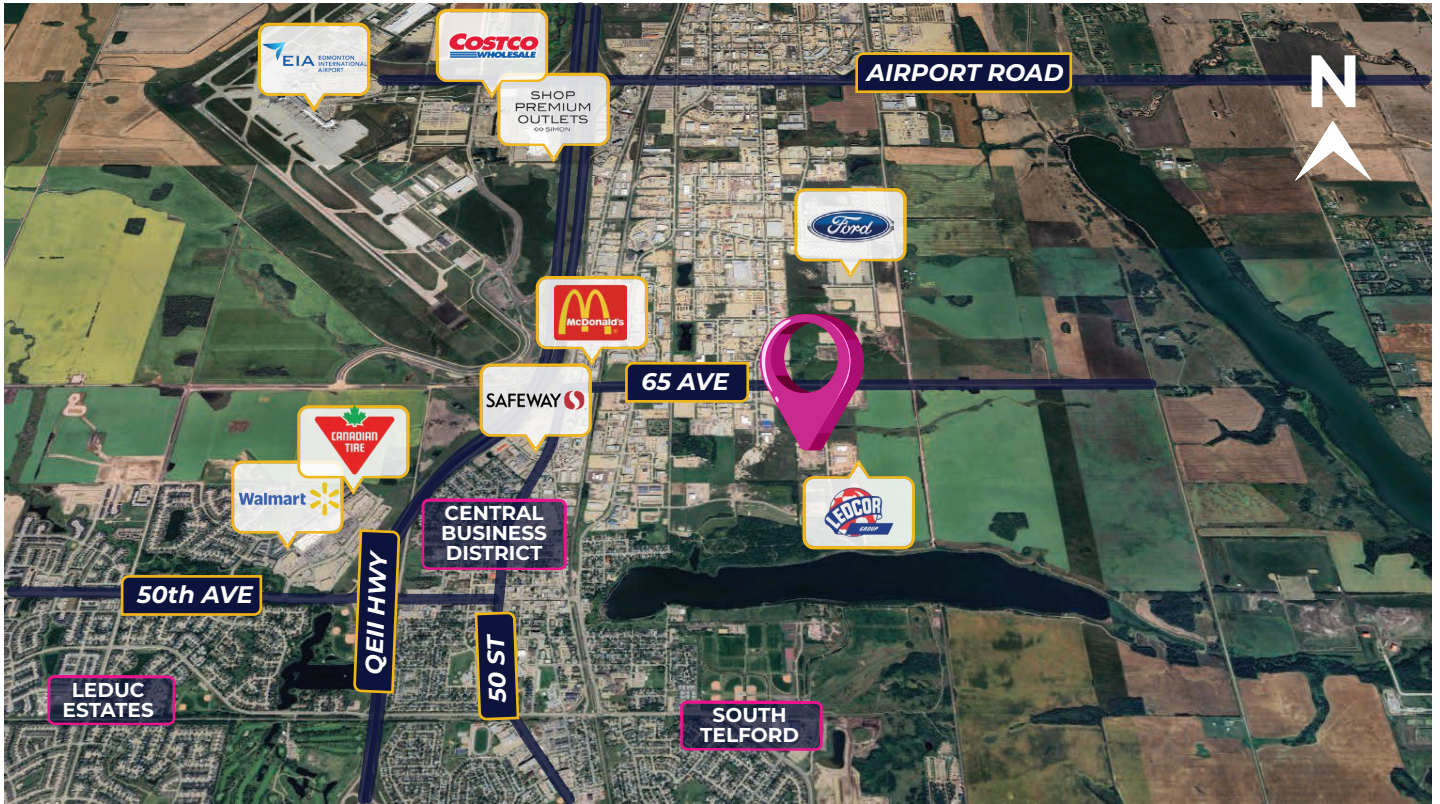 EIA EDMONTON
INTERNATIONAL
AIRPORT
COSTCO
WHOLESALE
SHOP
PREMIUM
OUTLETS
SIMON
AIRPORT ROAD
N
Ford
McDonald's
SAFEWAY
65 AVE
CANADIAN
TIRE
Walmart
CENTRAL
BUSINESS
DISTRICT
LEDCOR
GROUP
50th AVE
QEII HWY
50 ST
LEDUC
ESTATES
SOUTH
TELFORD